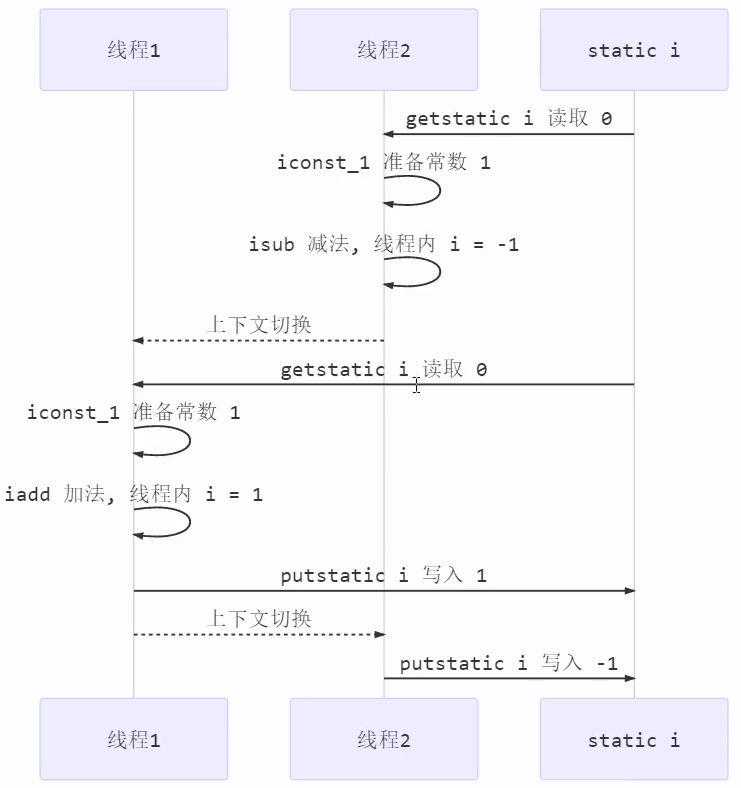 线程1
线程2
static i
getstatic i 读取 0
iconst_1 准备常数 1
isub 减法, 线程内 i = -1
上下文切换
getstatic i 读取 0
iconst_1 准备常数 1
iadd 加法, 线程内 i = 1
putstatic i 写入 1
上下文切换
putstatic i 写入 -1
线程1
线程2
static i